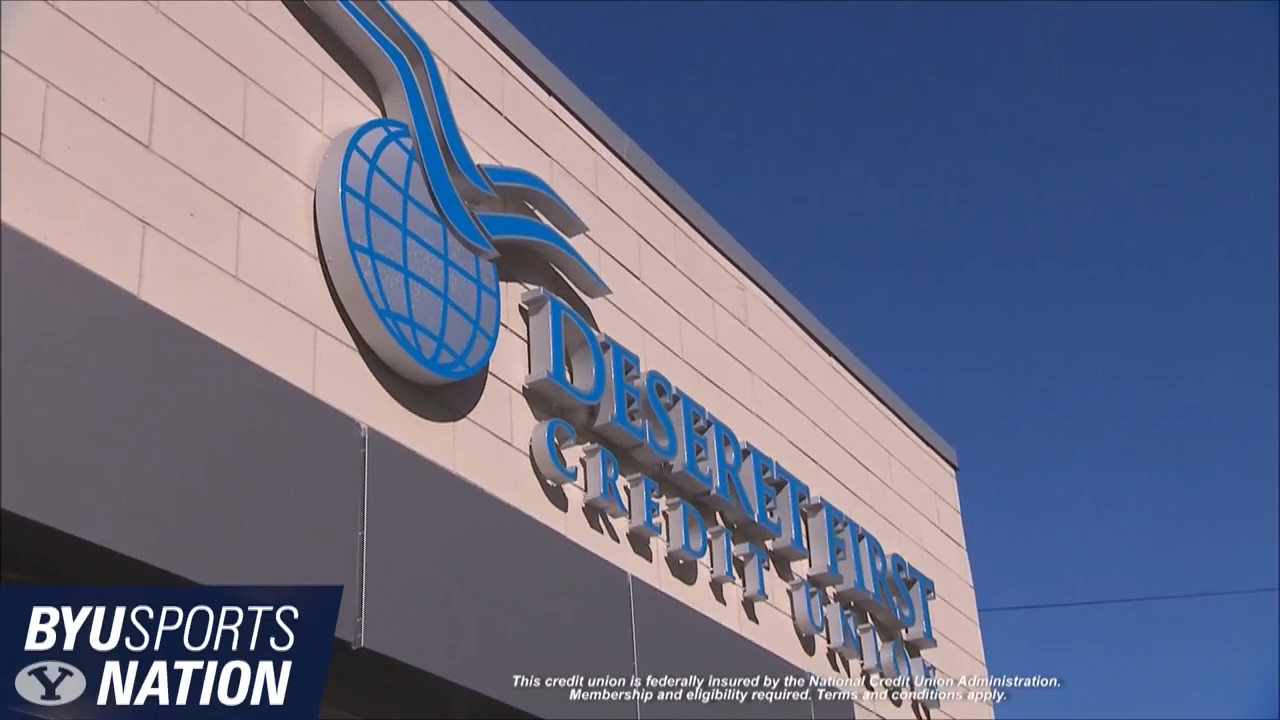 DESERET FIRST
CREDIT UNION
BYUSPORTS
Y NATION
This credit union is federally insured by the National Credit Union Administration.
Membership and eligibility required. Terms and conditions apply.